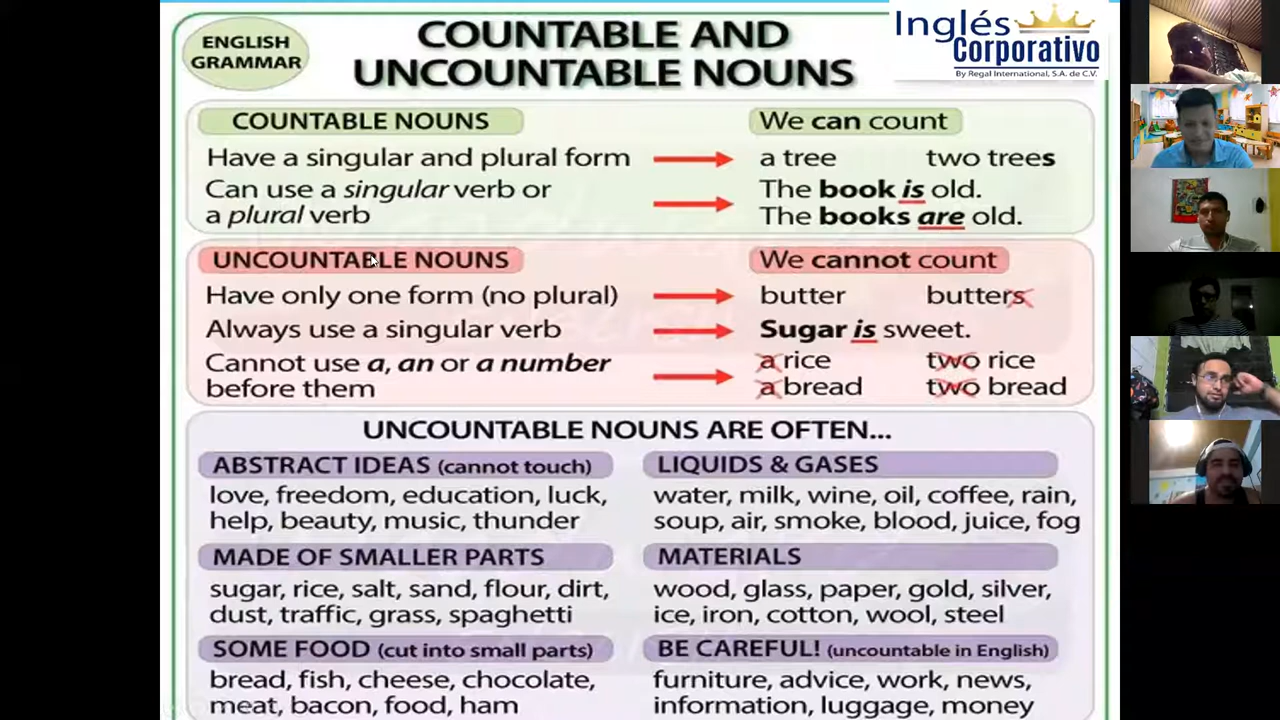 ENGLISH
GRAMMAR
COUNTABLE AND
UNCOUNTABLE NOUNS
Inglés
Corporativo
By Regal International, S.A. de C.V.
COUNTABLE NOUNS
We can count
Have a singular and plural form
a tree two trees
Can use a singular verb or
a plural verb
The book is old.
The books are old.
UNCOUNTABLE NOUNS
We cannot count
Have only one form (no plural)
butter butters
Always use a singular verb
Sugar is sweet.
Cannot use a, an or a number
before them
a rice two rice
a bread two bread
UNCOUNTABLE NOUNS ARE OFTEN...
ABSTRACT IDEAS (cannot touch)
love, freedom, education, luck,
help, beauty, music, thunder
LIQUIDS & GASES
water, milk, wine, oil, coffee, rain,
soup, air, smoke, blood, juice, fog
MADE OF SMALLER PARTS
sugar, rice, salt, sand, flour, dirt,
dust, traffic, grass, spaghetti
MATERIALS
wood, glass, paper, gold, silver,
ice, iron, cotton, wool, steel
SOME FOOD (cut into small parts)
bread, fish, cheese, chocolate,
meat, bacon, food, ham
BE CAREFUL! (uncountable in English)
furniture, advice, work, news,
information, luggage, money